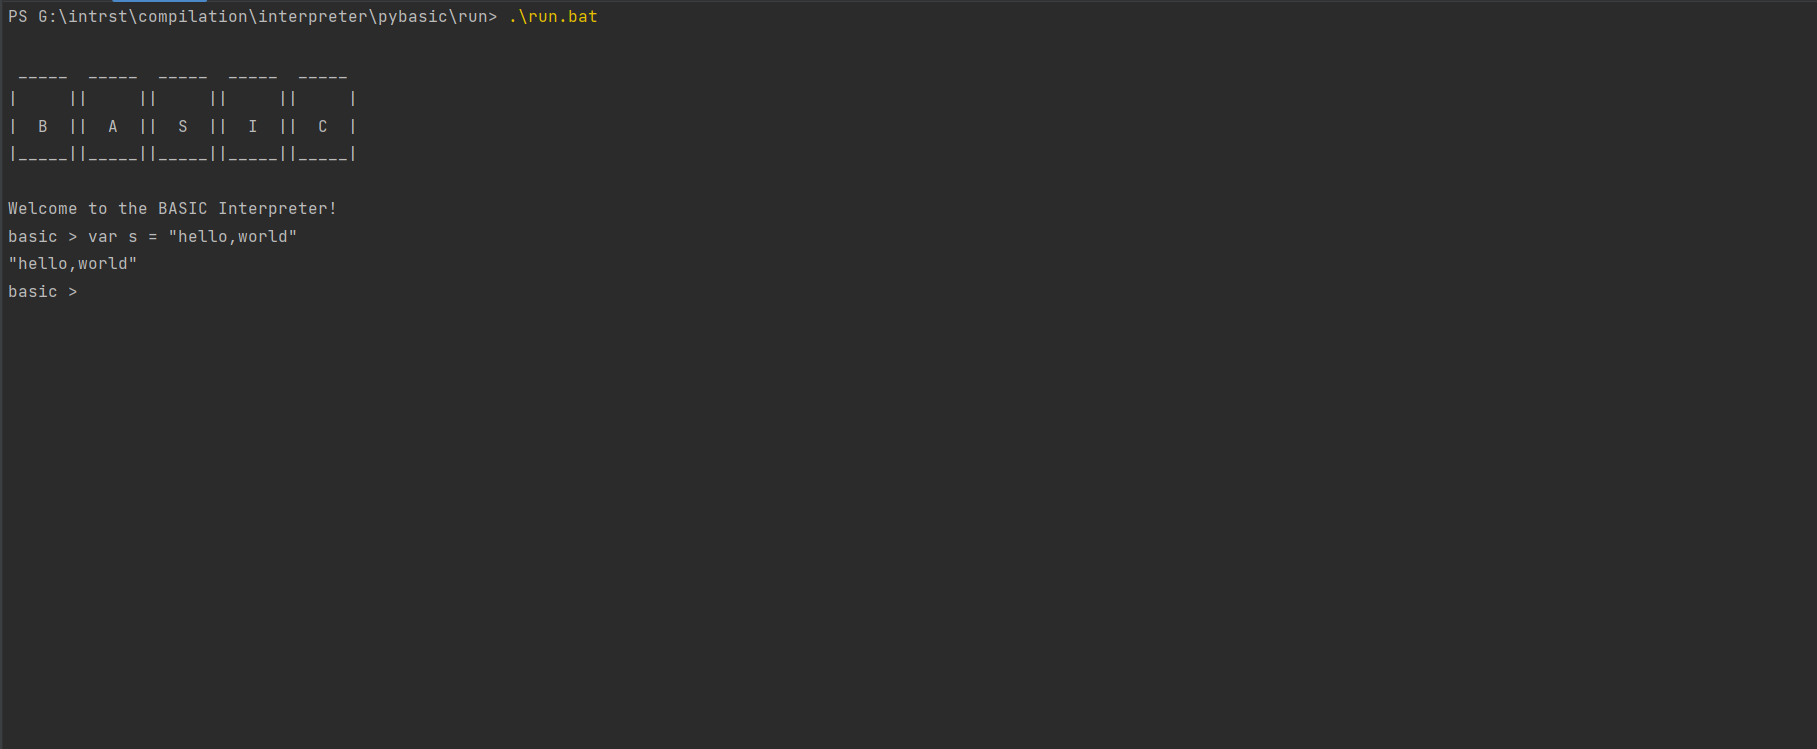 PS G:\intrst\compilation\interpreter\pybasic\run> .\run.bat
 _____  _____  _____  _____  _____
|     ||     ||     ||     ||     |
|  B  ||  A  ||  S  ||  I  ||  C  |
|_____||_____||_____||_____||_____|
Welcome to the BASIC Interpreter!
basic > var s = "hello,world"
"hello,world"
basic >